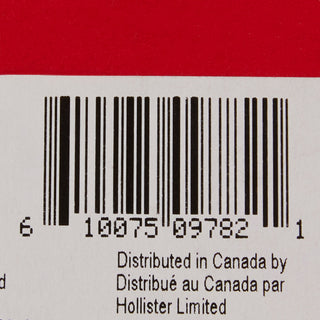 6 10075 09782 1
Distributed in Canada by
d Distribué au Canada par
Hollister Limited